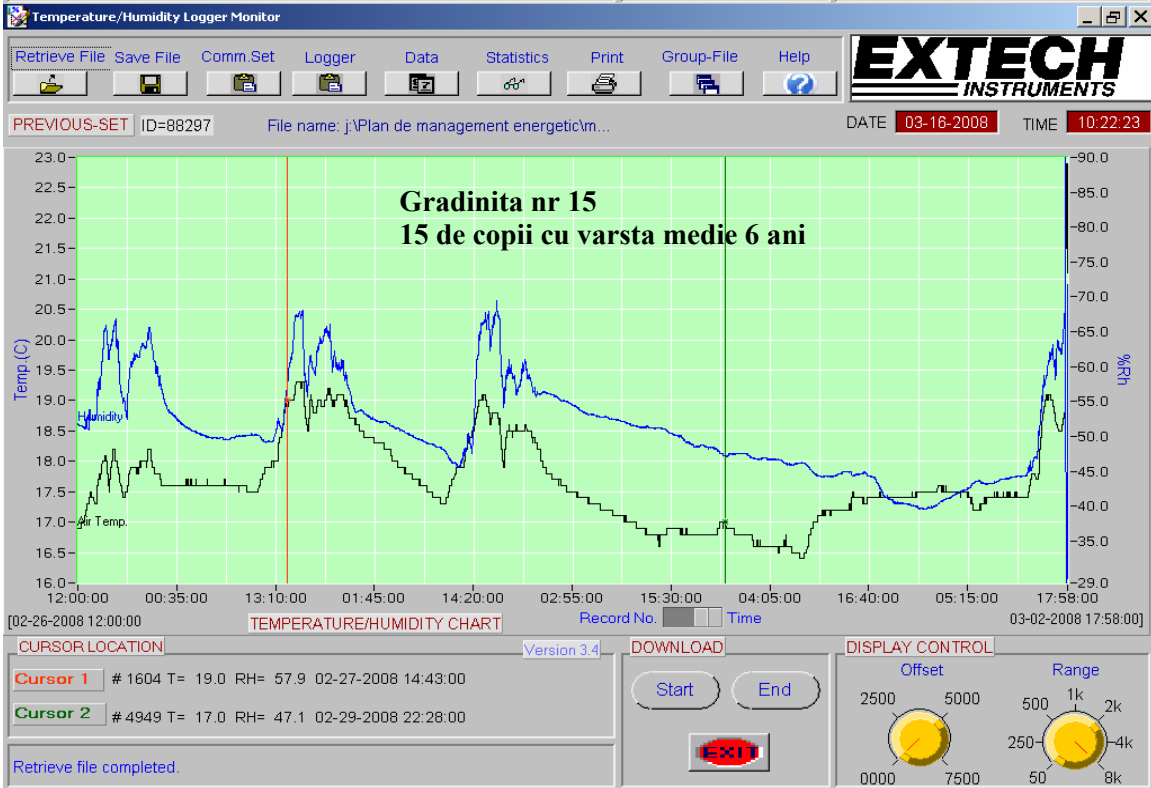 Temperature/Humidity Logger Monitor
Retrieve File Save File Comm.Set Logger Data Statistics Print Group-File Help
EXTECH
INSTRUMENTS
PREVIOUS-SET ID=88297 File name: j:\Plan de management energetic\m... DATE 03-16-2008 TIME 10:22:23
Gradinita nr 15
15 de copii cu varsta medie 6 ani
23.0
22.5
22.0
21.5
21.0
20.5
20.0
19.5
19.0
18.5
18.0
17.5
17.0
16.5
16.0
Temp.(C)
Humidity
Air Temp.
90.0
85.0
80.0
75.0
70.0
65.0
60.0
55.0
50.0
45.0
40.0
35.0
29.0
%Rh
12:00:00 00:35:00 13:10:00 01:45:00 14:20:00 02:55:00 15:30:00 04:05:00 16:40:00 05:15:00 17:58:00
[02-26-2008 12:00:00 TEMPERATURE/HUMIDITY CHART Record No. Time 03-02-2008 17:58:00]
CURSOR LOCATION Version 3.4
Cursor 1 # 1604 T= 19.0 RH= 57.9 02-27-2008 14:43:00
Cursor 2 # 4949 T= 17.0 RH= 47.1 02-29-2008 22:28:00
Retrieve file completed.
DOWNLOAD
Start End
EXIT
DISPLAY CONTROL
Offset
2500 5000
0000 7500
Range
500 1k 2k
250 4k
50 8k